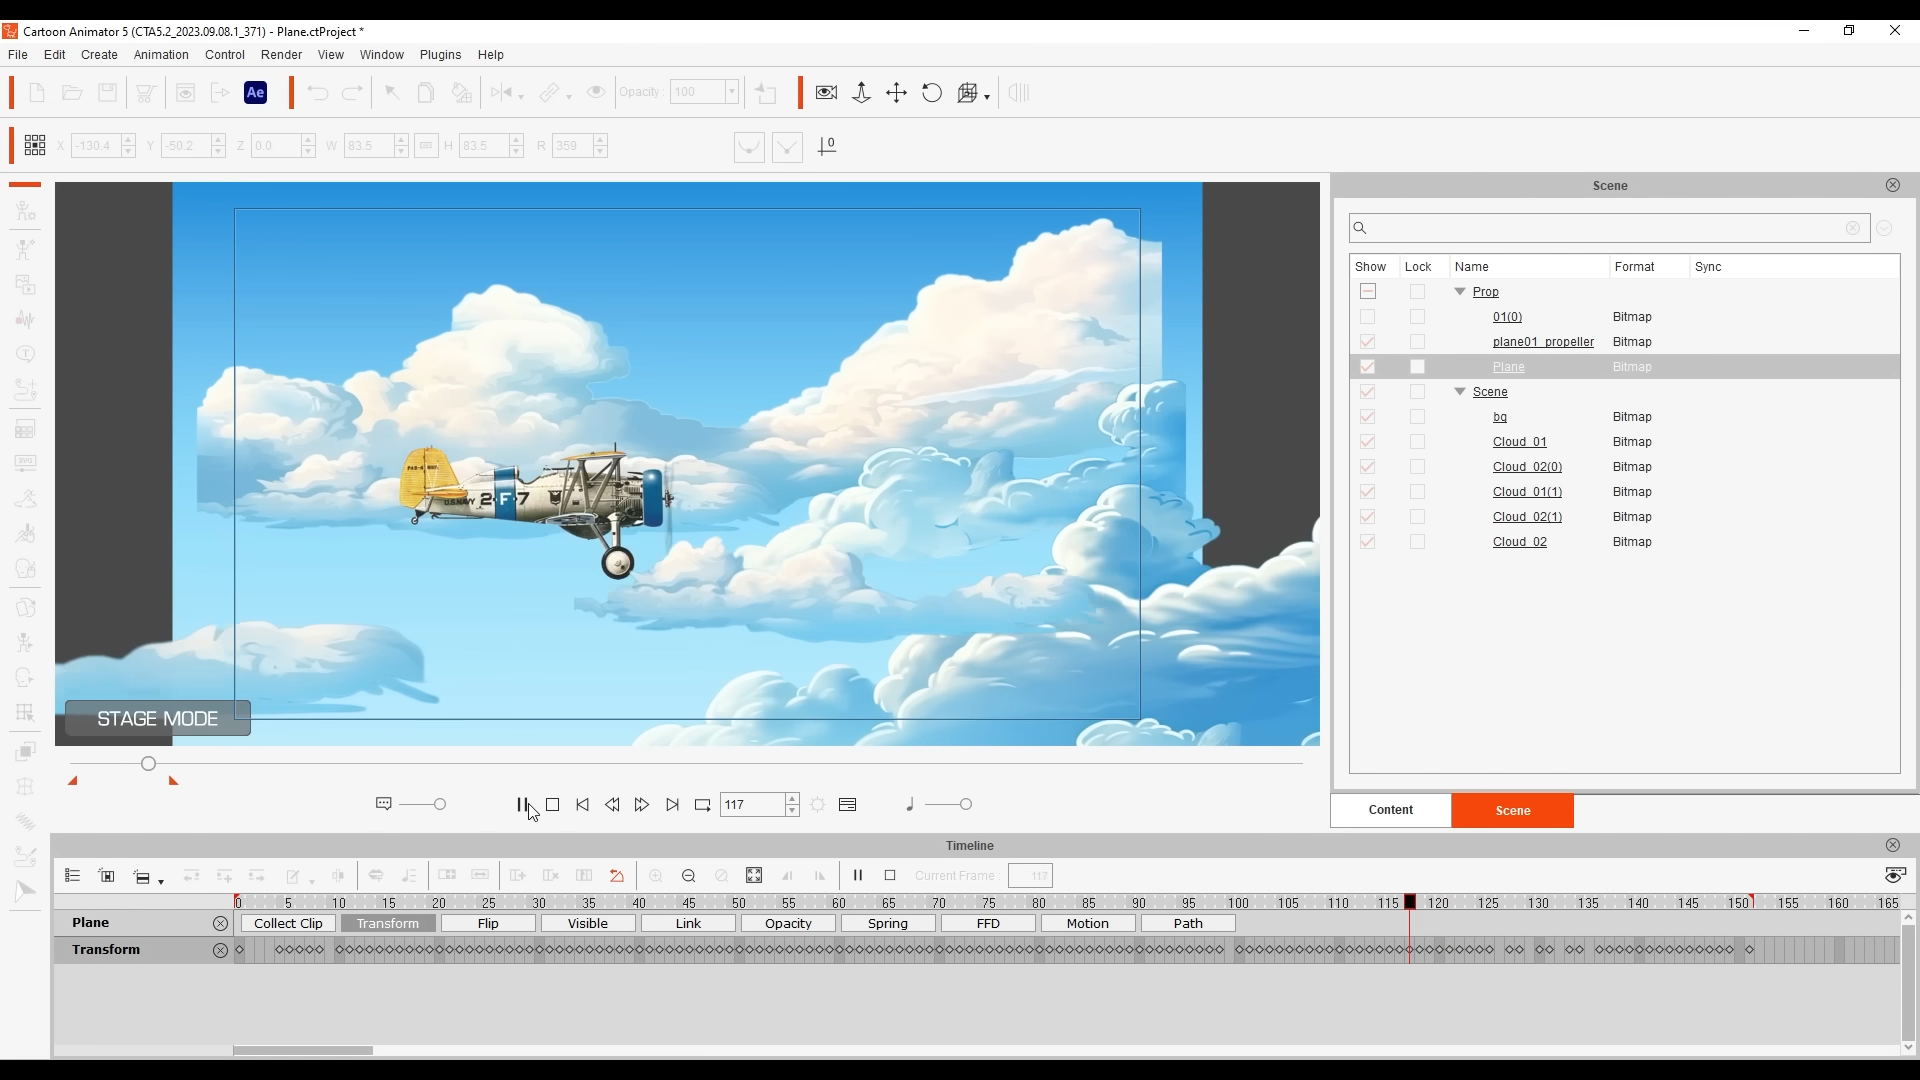 Cartoon Animator 5 (CTA5.2_2023.09.08.1_371) - Plane.ctProject *
File Edit Create Animation Control Render View Window Plugins Help
Ae Opacity : 100
X -130.4 Y -50.2 Z 0.0 W 83.5 H 83.5 R 359 0
Scene
Show Lock Name Format Sync
Prop
01(0) Bitmap
plane01_propeller Bitmap
Plane Bitmap
Scene
bg Bitmap
Cloud_01 Bitmap
Cloud_02(0) Bitmap
Cloud_01(1) Bitmap
Cloud_02(1) Bitmap
Cloud_02 Bitmap
U.S.NAVY 2-F-7
STAGE MODE
117
Content Scene
Timeline
Current Frame : 117
0 5 10 15 20 25 30 35 40 45 50 55 60 65 70 75 80 85 90 95 100 105 110 115 120 125 130 135 140 145 150 155 160 165
Plane Collect Clip Transform Flip Visible Link Opacity Spring FFD Motion Path
Transform